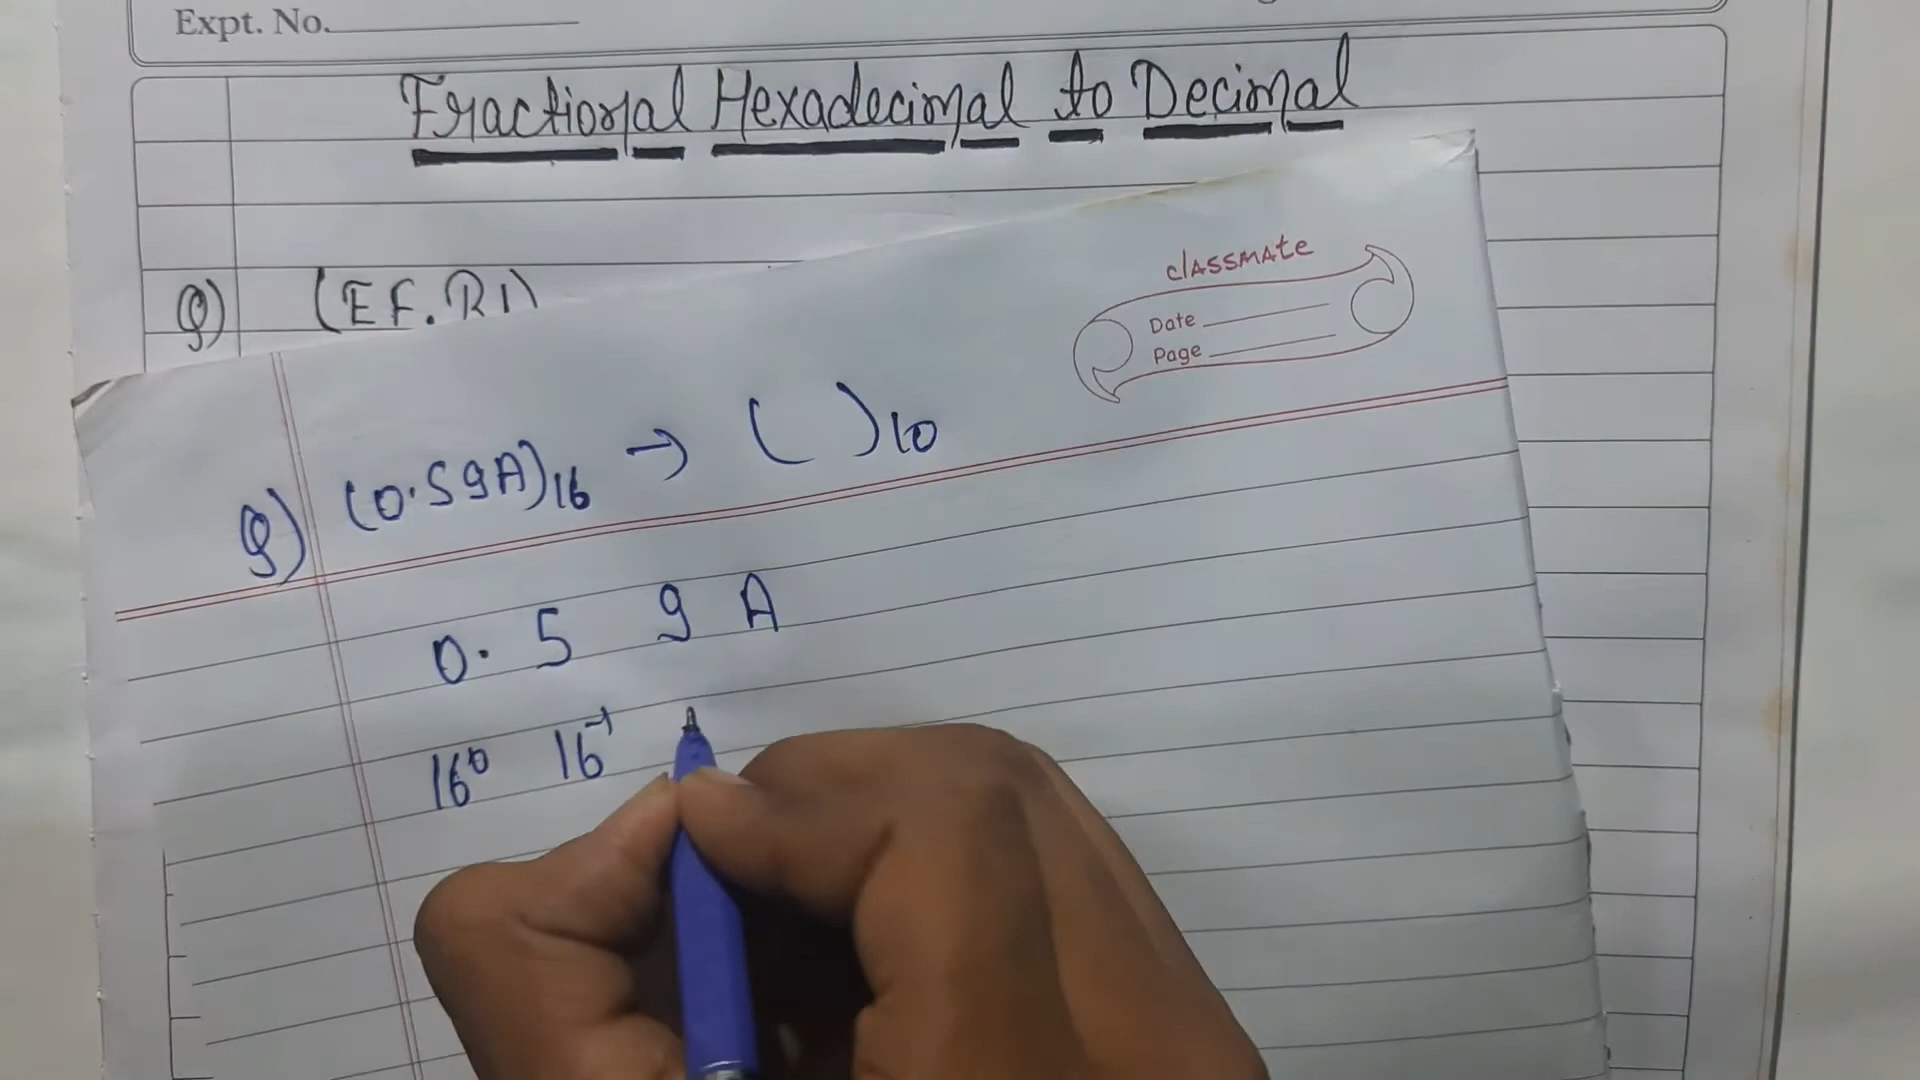 Expt. No.
Fractional Hexadecimal to Decimal
Q) (EF.B1)
classmate
Date
Page
Q) (0.59A)16 → ( )10
0. 5 9 A
16⁰ 16⁻¹